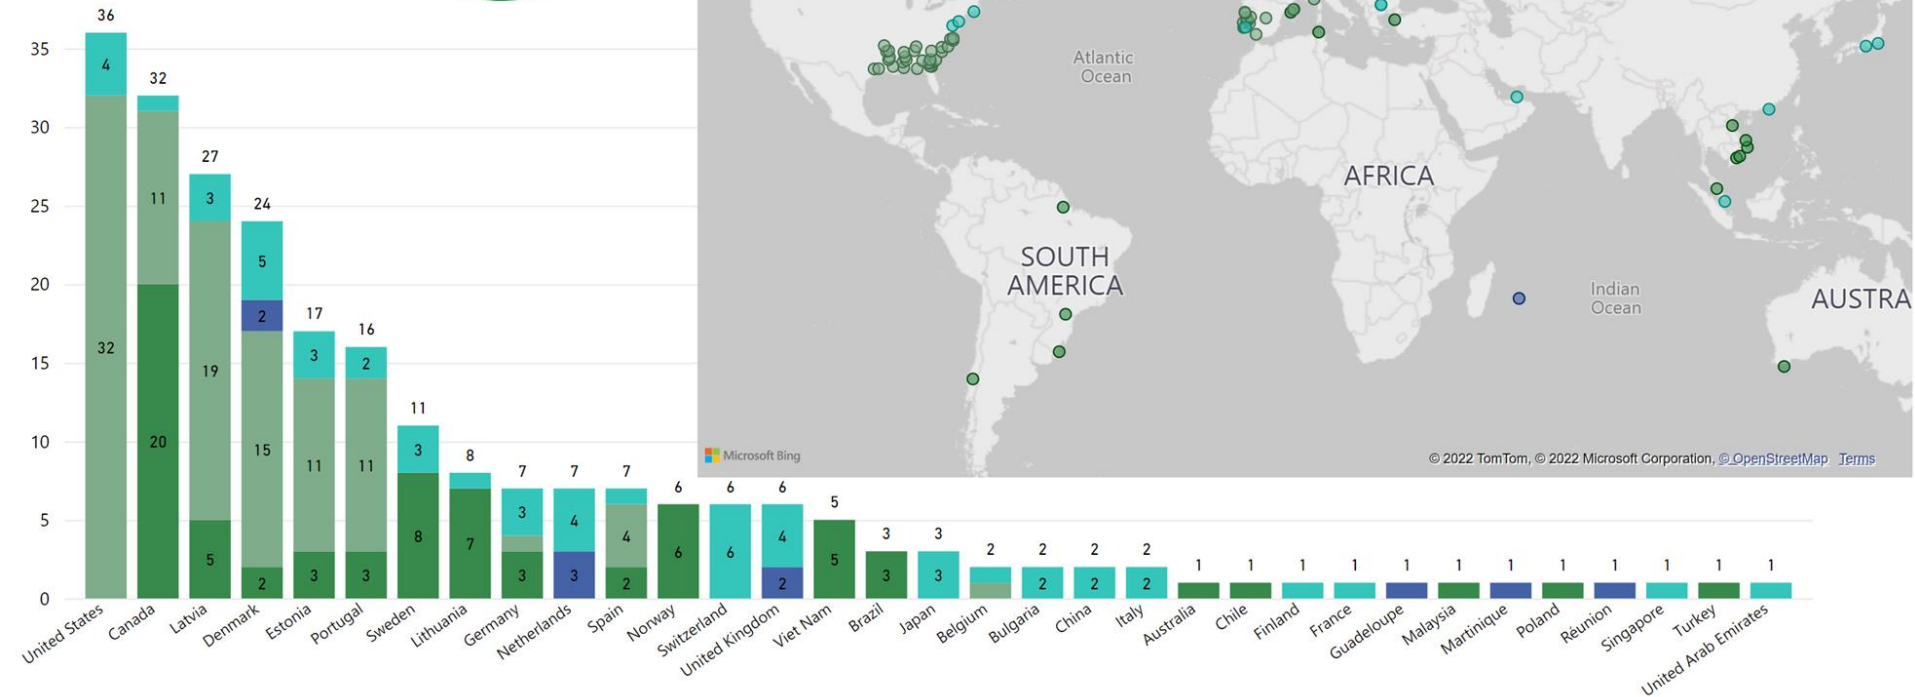 36
35
30
25
20
15
10
5
0
4
32
32
11
20
27
3
19
5
24
5
2
15
2
17
3
11
3
16
2
11
3
11
3
8
8
7
7
3
3
7
4
3
7
4
2
6
6
6
6
6
4
2
5
5
3
3
3
3
2
2
2
2
2
2
2
1
1
1
1
1
1
1
1
1
1
1
1
United States
Canada
Latvia
Denmark
Estonia
Portugal
Sweden
Lithuania
Germany
Netherlands
Spain
Norway
Switzerland
United Kingdom
Viet Nam
Brazil
Japan
Belgium
Bulgaria
China
Italy
Australia
Chile
Finland
France
Guadeloupe
Malaysia
Martinique
Poland
Réunion
Singapore
Turkey
United Arab Emirates
Atlantic
Ocean
AFRICA
SOUTH
AMERICA
Indian
Ocean
AUSTRA
Microsoft Bing
© 2022 TomTom, © 2022 Microsoft Corporation, © OpenStreetMap Terms